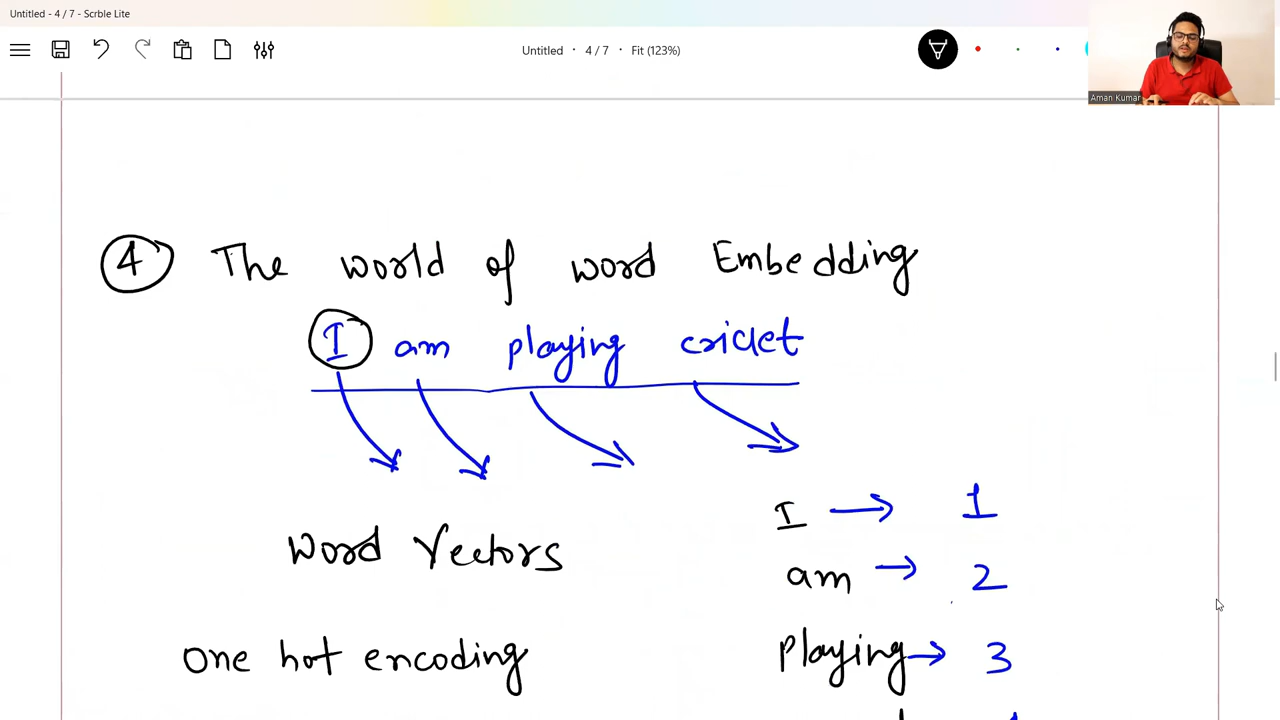 Untitled - 4 / 7 - Scrble Lite
Untitled • 4 / 7 • Fit (123%)
Aman Kumar
4 The world of word Embedding
I am playing cricket
I → 1
Word Vectors
am → 2
One hot encoding
Playing → 3